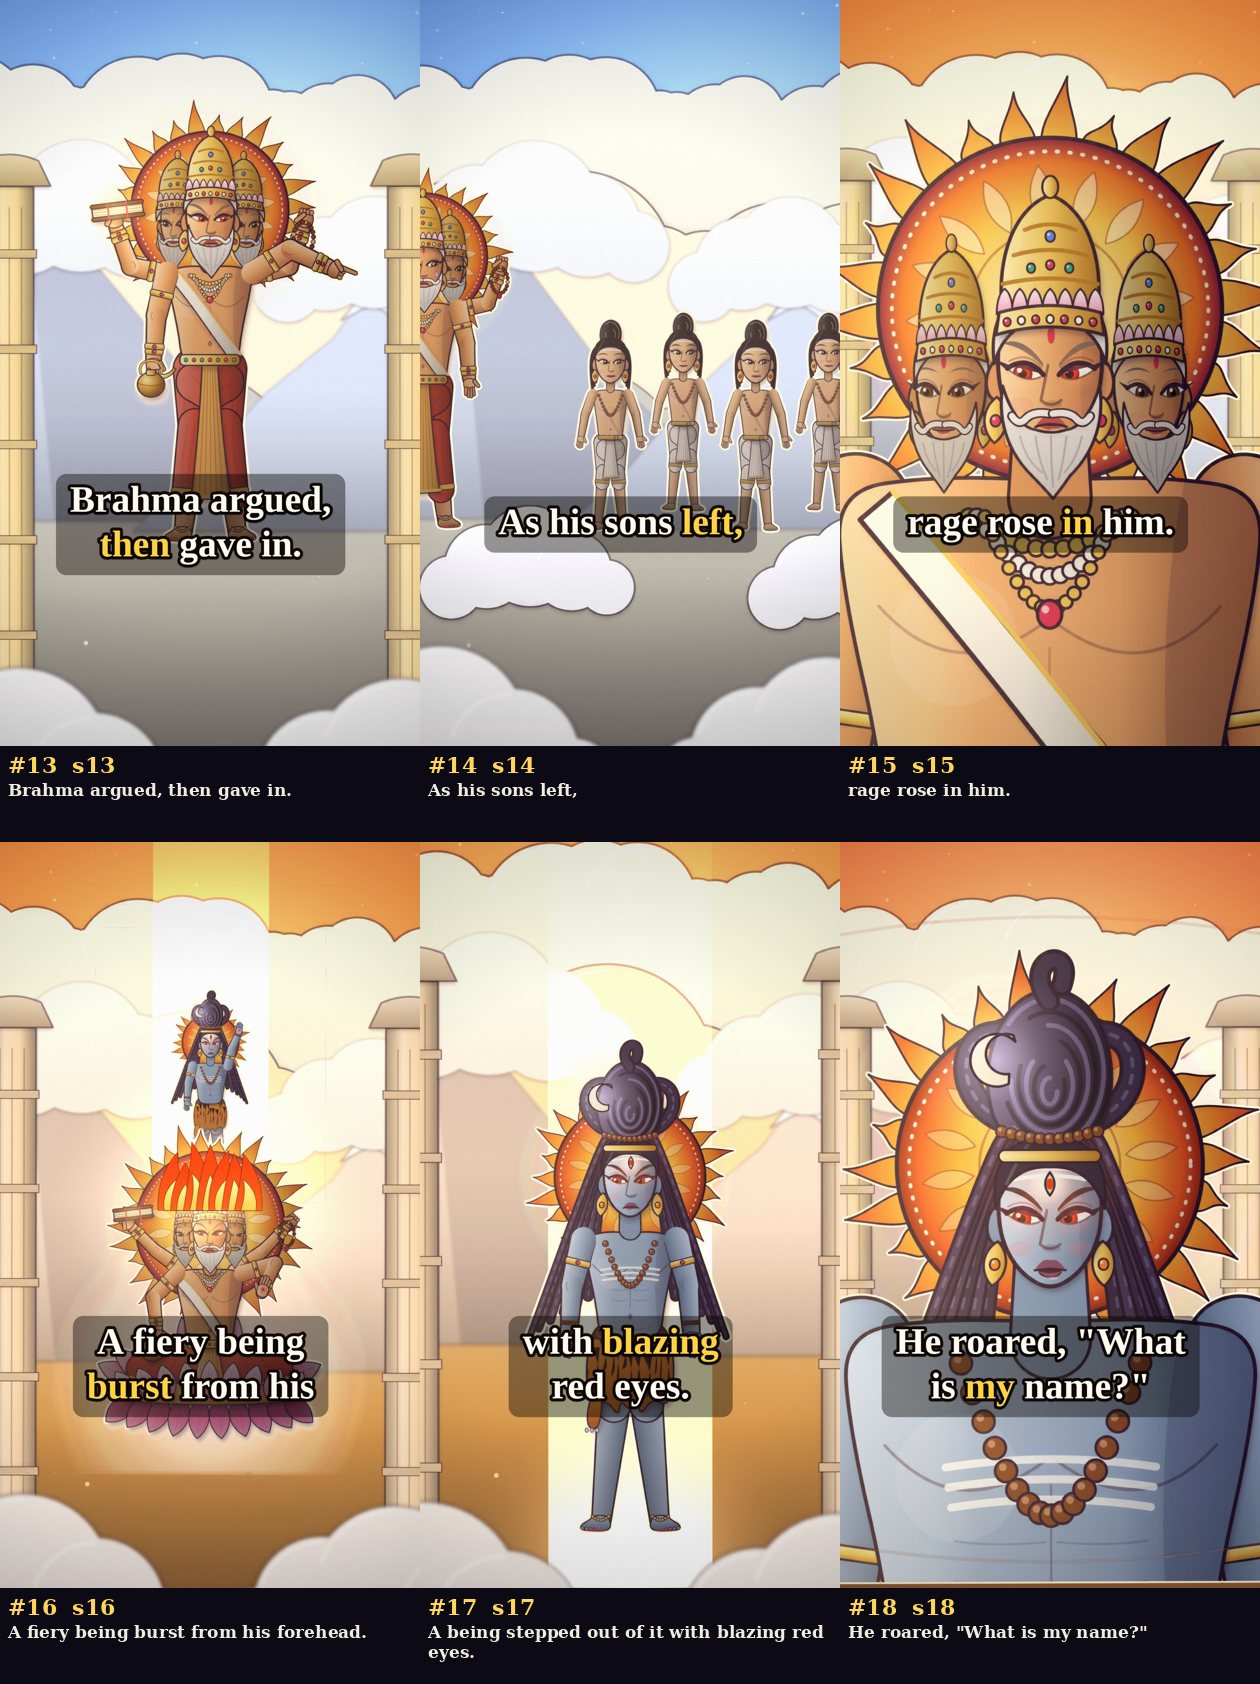 Brahma argued,
then gave in.
#13 s13
Brahma argued, then gave in.
As his sons left,
#14 s14
As his sons left,
rage rose in him.
#15 s15
rage rose in him.
A fiery being
burst from his
#16 s16
A fiery being burst from his forehead.
with blazing
red eyes.
#17 s17
A being stepped out of it with blazing red
eyes.
He roared, "What
is my name?"
#18 s18
He roared, "What is my name?"